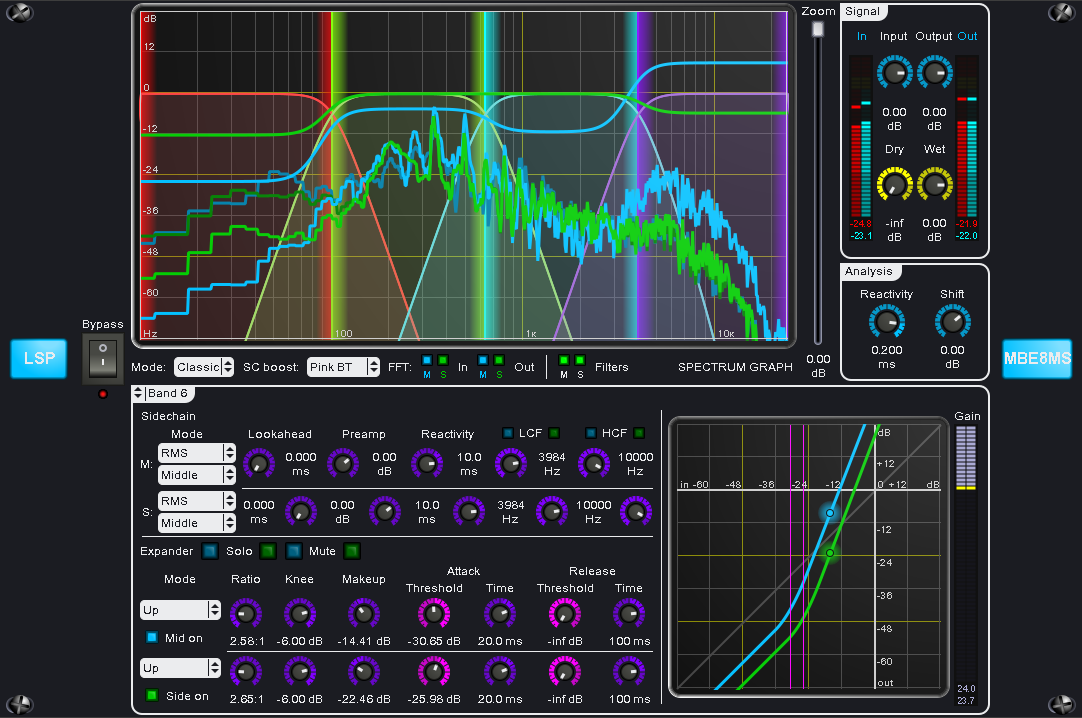 Zoom
Signal
dB
12
0
-12
-24
-36
-48
-60
Hz
100
1к
10к
In Input Output Out
0.00 0.00
dB dB
Dry Wet
-inf 0.00
dB dB
-24.8 -21.9
-23.1 -22.0
Analysis
Reactivity Shift
0.200 0.00
ms dB
Bypass
LSP
MBE8MS
0.00
dB
Mode: Classic SC boost: Pink BT FFT: M S In M S Out M S Filters SPECTRUM GRAPH
Band 6
Sidechain
Mode Lookahead Preamp Reactivity LCF HCF
M: RMS Middle 0.000 ms 0.00 dB 10.0 ms 3984 Hz 10000 Hz
S: RMS Middle 0.000 ms 0.00 dB 10.0 ms 3984 Hz 10000 Hz
Expander Solo Mute
Attack Release
Mode Ratio Knee Makeup Threshold Time Threshold Time
Up
Mid on 2.58:1 -6.00 dB -14.41 dB -30.65 dB 20.0 ms -inf dB 100 ms
Up
Side on 2.65:1 -6.00 dB -22.46 dB -25.98 dB 20.0 ms -inf dB 100 ms
Gain
dB
+12
in -60 -48 -36 -24 -12 0 +12 dB
-12
-24
-36
-48
-60
out
24.0
23.7